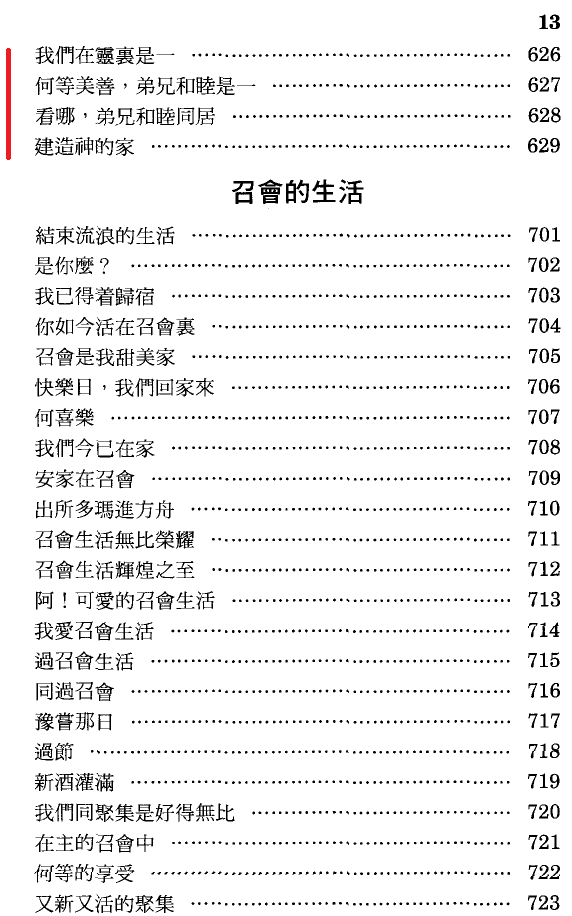 13
我們在靈裏是一 ………………………………… 626
何等美善，弟兄和睦是一 ………………………… 627
看哪，弟兄和睦同居 ……………………………… 628
建造神的家 ………………………………………… 629
召會的生活
結束流浪的生活 ………………………………… 701
是你麼？ ………………………………………… 702
我已得着歸宿 …………………………………… 703
你如今活在召會裏 ……………………………… 704
召會是我甜美家 ………………………………… 705
快樂日，我們回家來 …………………………… 706
何喜樂 …………………………………………… 707
我們今已在家 …………………………………… 708
安家在召會 ……………………………………… 709
出所多瑪進方舟 ………………………………… 710
召會生活無比榮耀 ……………………………… 711
召會生活輝煌之至 ……………………………… 712
阿！可愛的召會生活 …………………………… 713
我愛召會生活 …………………………………… 714
過召會生活 ……………………………………… 715
同過召會 ………………………………………… 716
豫嘗那日 ………………………………………… 717
過節 ……………………………………………… 718
新酒灌滿 ………………………………………… 719
我們同聚集是好得無比 ………………………… 720
在主的召會中 …………………………………… 721
何等的享受 ……………………………………… 722
又新又活的聚集 ………………………………… 723